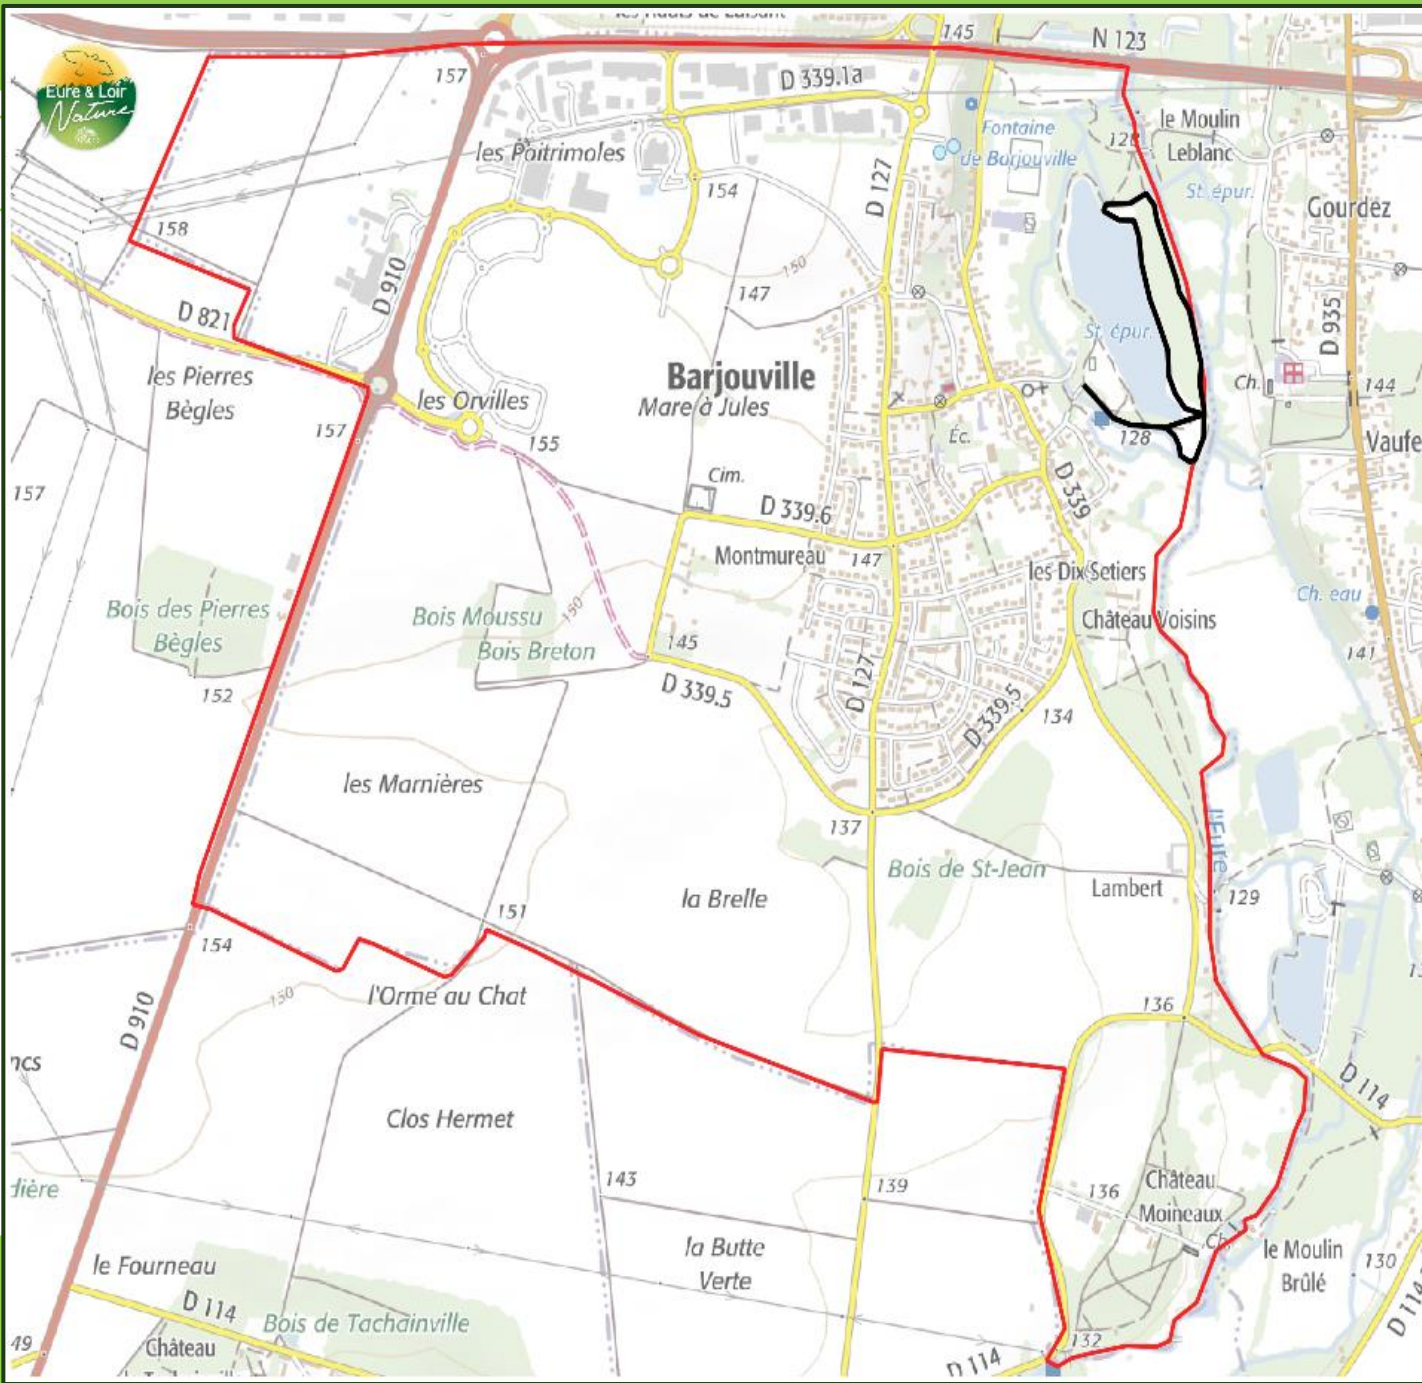 145
N 123
Eure & Loir
Nature
157
D 339.1a
les Poitrimoles
154
D 127
Fontaine
de Barjouville
128
le Moulin
Leblanc
St. épur.
Gourdez
158
D 910
D 821
147
150
St. épur.
D 935
les Pierres
Bègles
les Orvilles
Barjouville
Mare à Jules
Ch.
144
157
155
Éc.
128
Vaufe
157
Cim.
D 339.6
D 339
Montmureau
147
les Dix Setiers
Bois des Pierres
Bègles
Bois Moussu
150
Bois Breton
145
Château Voisins
Ch. eau
141
152
D 339.5
D 127
D 339.5
134
les Marnières
137
Bois de St-Jean
l'Eure
la Brelle
Lambert
129
151
154
150
l'Orme au Chat
136
D 910
ncs
D 114
Clos Hermet
143
139
136
Château
Moineaux
Ch.
dière
la Butte
Verte
le Moulin
Brûlé
130
le Fourneau
D 114
Bois de Tachainville
132
D 114
D 114
49
Château